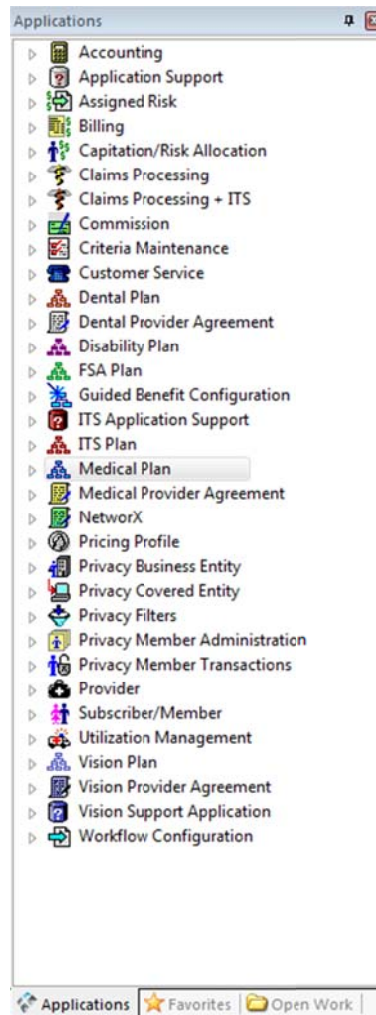 Applications
Accounting
Application Support
Assigned Risk
Billing
Capitation/Risk Allocation
Claims Processing
Claims Processing + ITS
Commission
Criteria Maintenance
Customer Service
Dental Plan
Dental Provider Agreement
Disability Plan
FSA Plan
Guided Benefit Configuration
ITS Application Support
ITS Plan
Medical Plan
Medical Provider Agreement
NetworX
Pricing Profile
Privacy Business Entity
Privacy Covered Entity
Privacy Filters
Privacy Member Administration
Privacy Member Transactions
Provider
Subscriber/Member
Utilization Management
Vision Plan
Vision Provider Agreement
Vision Support Application
Workflow Configuration
Applications Favorites Open Work